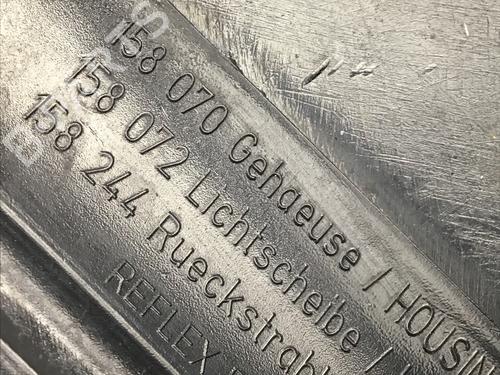 158 070 Gehaeuse / HOUSIN
158 072 Lichtscheibe /
158 244 Rueckstrahl
REFLEX